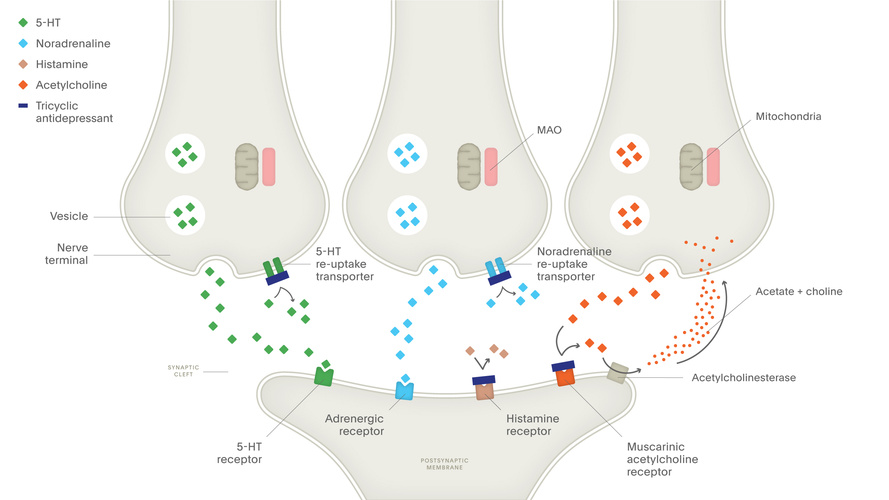 5-HT
Noradrenaline
Histamine
Acetylcholine
Tricyclic
antidepressant
MAO
Mitochondria
Vesicle
Nerve
terminal
5-HT
re-uptake
transporter
Noradrenaline
re-uptake
transporter
Acetate + choline
SYNAPTIC
CLEFT
Acetylcholinesterase
Adrenergic
receptor
Histamine
receptor
5-HT
receptor
Muscarinic
acetylcholine
receptor
POSTSYNAPTIC
MEMBRANE